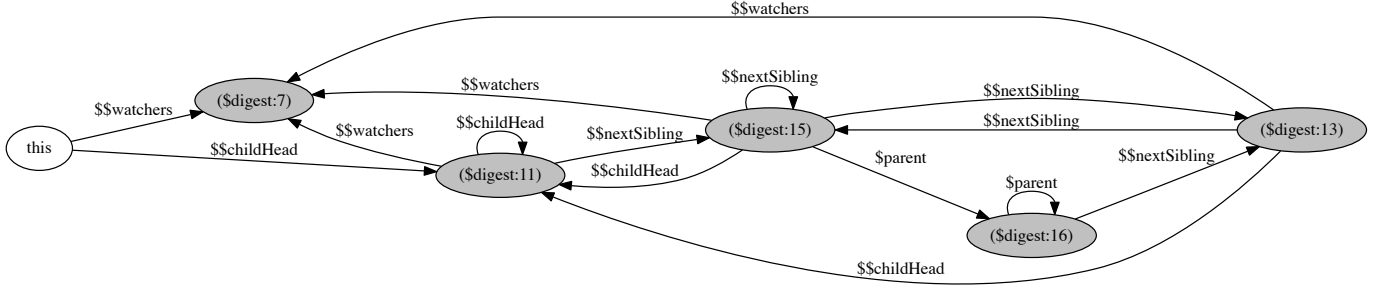 $$watchers
$$nextSibling
$$watchers
$$nextSibling
$$watchers
($digest:7)
$$childHead
$$nextSibling
$$nextSibling
$$watchers
($digest:15)
($digest:13)
this
$$childHead
$parent
$$nextSibling
$$childHead
($digest:11)
$parent
($digest:16)
$$childHead